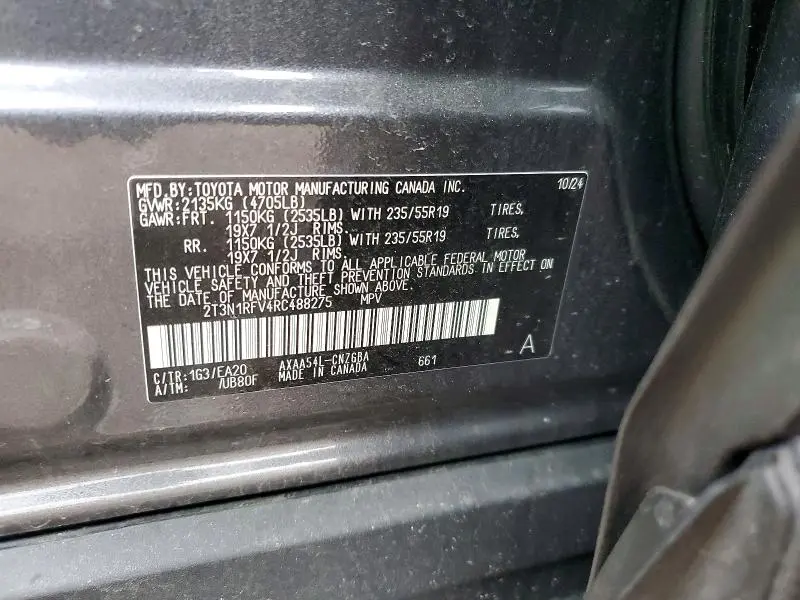 MFD.BY:TOYOTA MOTOR MANUFACTURING CANADA INC. 10/24
GVWR:2135KG (4705LB)
GAWR:FRT. 1150KG (2535LB) WITH 235/55R19 TIRES,
19X7 1/2J RIMS.
RR. 1150KG (2535LB) WITH 235/55R19 TIRES,
19X7 1/2J RIMS.
THIS VEHICLE CONFORMS TO ALL APPLICABLE FEDERAL MOTOR
VEHICLE SAFETY AND THEFT PREVENTION STANDARDS IN EFFECT ON
THE DATE OF MANUFACTURE SHOWN ABOVE.
2T3N1RFV4RC488275 MPV
C/TR:1G3/EA20 AXAA54L-CNZGBA 661 A
A/TM: /UB80F MADE IN CANADA